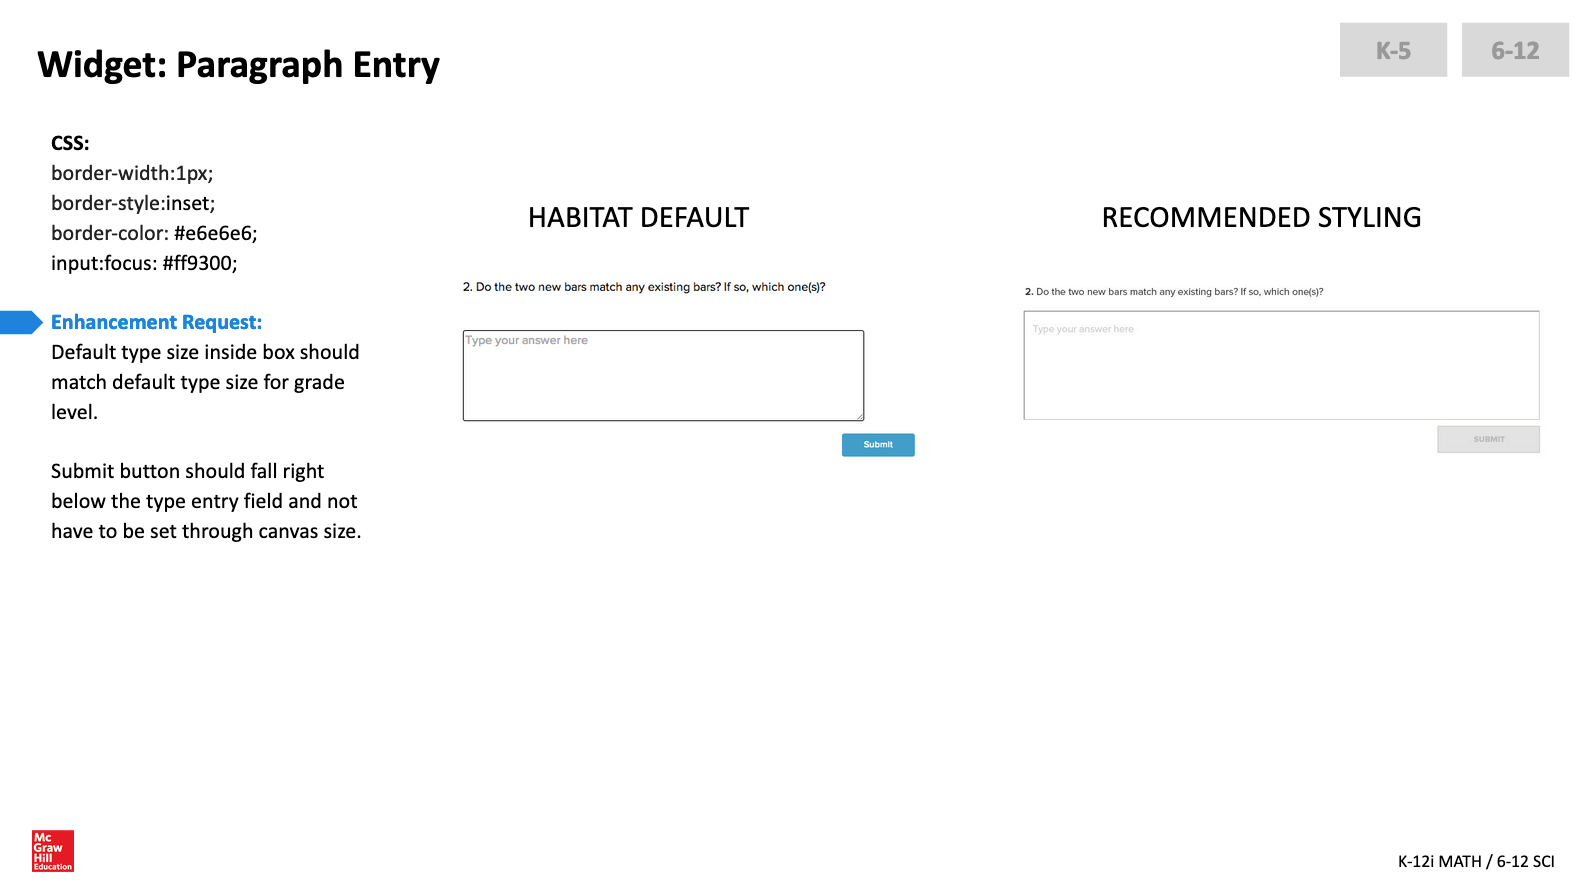 Widget: Paragraph Entry
K-5
6-12
CSS:
border-width:1px;
border-style:inset;
border-color: #e6e6e6;
input:focus: #ff9300;
Enhancement Request:
Default type size inside box should
match default type size for grade
level.
Submit button should fall right
below the type entry field and not
have to be set through canvas size.
HABITAT DEFAULT
2. Do the two new bars match any existing bars? If so, which one(s)?
Type your answer here
Submit
RECOMMENDED STYLING
2. Do the two new bars match any existing bars? If so, which one(s)?
Type your answer here
SUBMIT
Mc
Graw
Hill
Education
K-12i MATH / 6-12 SCI